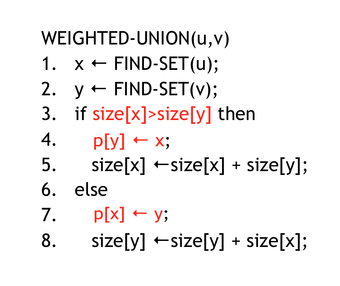 WEIGHTED-UNION(u,v)
1. x ← FIND-SET(u);
2. y ← FIND-SET(v);
3. if size[x]>size[y] then
4. p[y] ← x;
5. size[x] ←size[x] + size[y];
6. else
7. p[x] ← y;
8. size[y] ←size[y] + size[x];